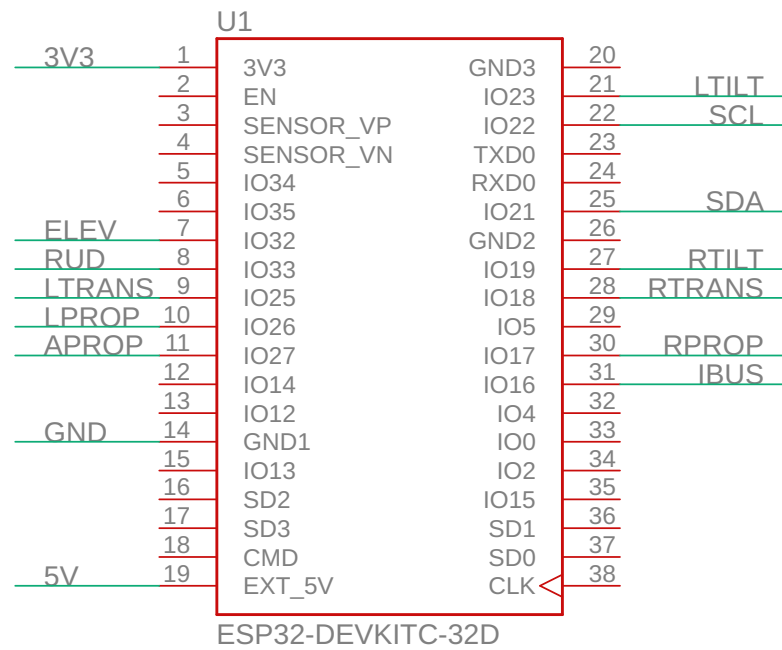 U1
3V3 1 3V3 GND3 20
2 EN IO23 21 LTILT
3 SENSOR_VP IO22 22 SCL
4 SENSOR_VN TXD0 23
5 IO34 RXD0 24
6 IO35 IO21 25 SDA
ELEV 7 IO32 GND2 26
RUD 8 IO33 IO19 27 RTILT
LTRANS 9 IO25 IO18 28 RTRANS
LPROP 10 IO26 IO5 29
APROP 11 IO27 IO17 30 RPROP
12 IO14 IO16 31 IBUS
13 IO12 IO4 32
GND 14 GND1 IO0 33
15 IO13 IO2 34
16 SD2 IO15 35
17 SD3 SD1 36
18 CMD SD0 37
5V 19 EXT_5V CLK 38
ESP32-DEVKITC-32D